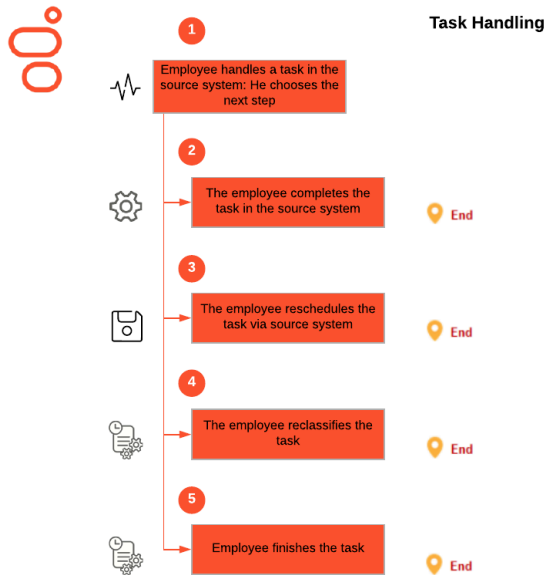 Task Handling
1
Employee handles a task in the
source system: He chooses the
next step
2
The employee completes the
task in the source system
End
3
The employee reschedules the
task via source system
End
4
The employee reclassifies the
task
End
5
Employee finishes the task
End